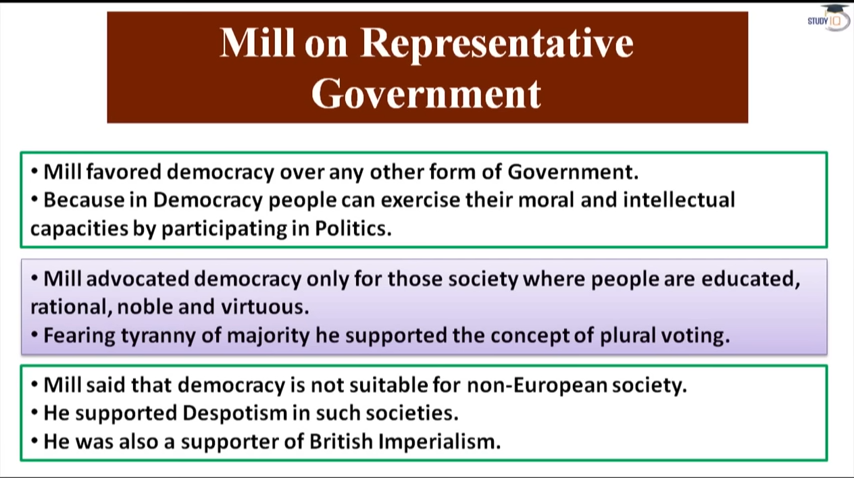 STUDY IQ
Mill on Representative
Government
• Mill favored democracy over any other form of Government.
• Because in Democracy people can exercise their moral and intellectual
capacities by participating in Politics.
• Mill advocated democracy only for those society where people are educated,
rational, noble and virtuous.
• Fearing tyranny of majority he supported the concept of plural voting.
• Mill said that democracy is not suitable for non-European society.
• He supported Despotism in such societies.
• He was also a supporter of British Imperialism.